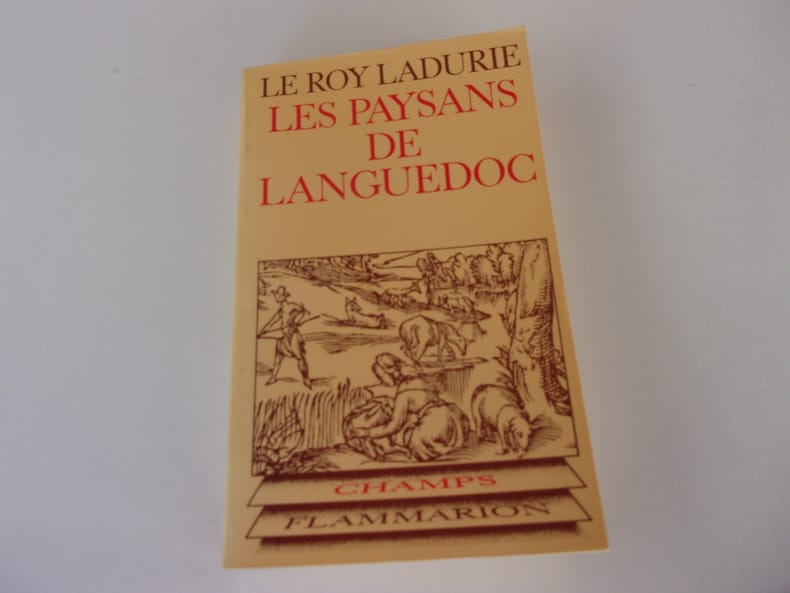 LE ROY LADURIE
LES PAYSANS
DE
LANGUEDOC
CHAMPS
FLAMMARION